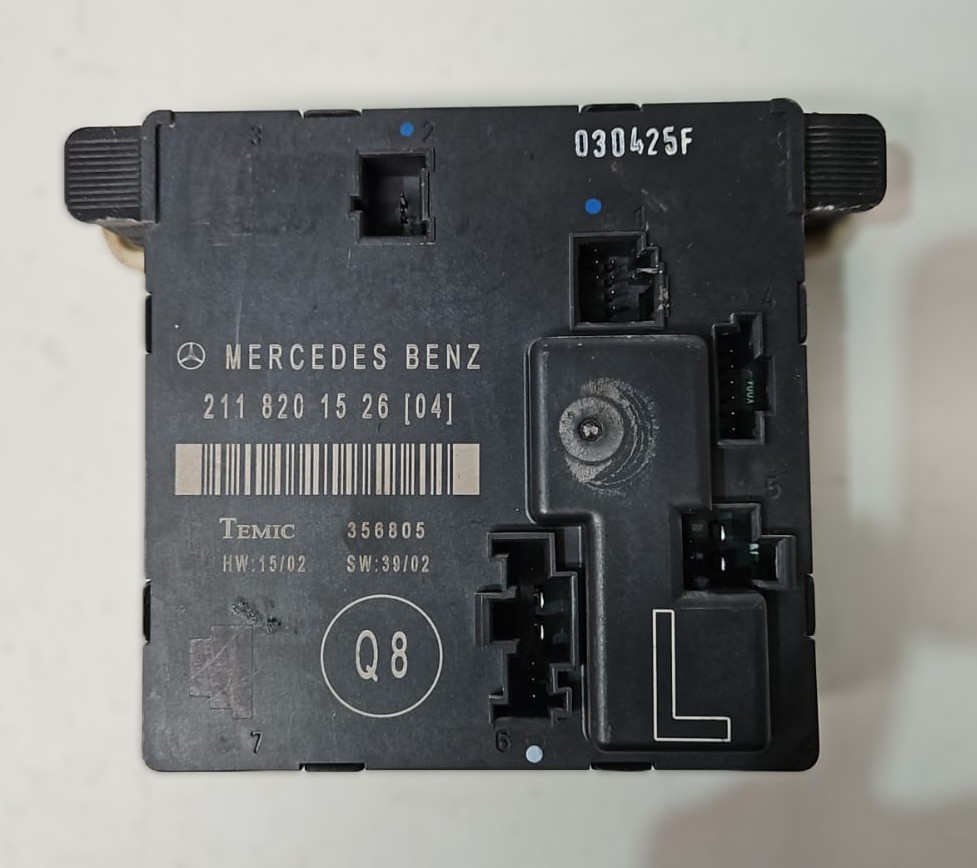 3
2
030425F
4
MERCEDES BENZ
211 820 15 26 [04]
5
TEMIC 356805
HW:15/02 SW:39/02
Q8
L
7
6